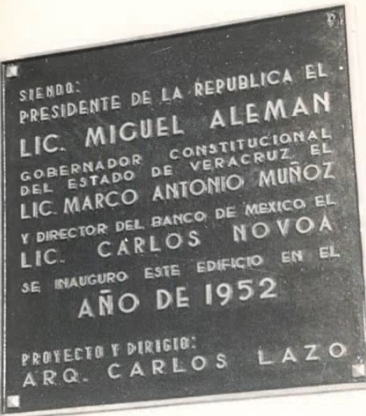 SIENDO:
PRESIDENTE DE LA REPUBLICA EL
LIC. MIGUEL ALEMAN
GOBERNADOR CONSTITUCIONAL
DEL ESTADO DE VERACRUZ EL
LIC. MARCO ANTONIO MUÑOZ
Y DIRECTOR DEL BANCO DE MEXICO EL
LIC. CARLOS NOVOA
SE INAUGURO ESTE EDIFICIO EN EL
AÑO DE 1952
PROYECTO Y DIRIGIO:
ARQ. CARLOS LAZO